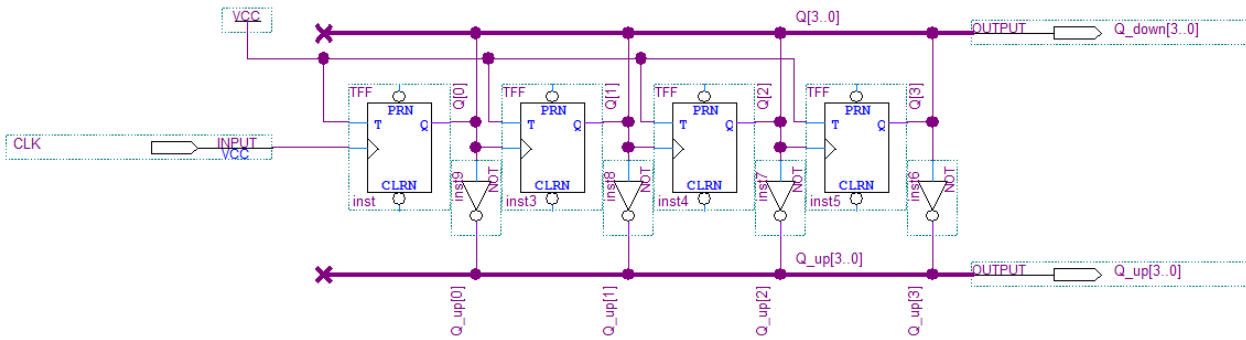 VCC
Q[3..0]
OUTPUT
Q_down[3..0]
TFF
PRN
T
Q
CLRN
inst
Q[0]
TFF
PRN
T
Q
CLRN
inst3
Q[1]
TFF
PRN
T
Q
CLRN
inst4
Q[2]
TFF
PRN
T
Q
CLRN
inst5
Q[3]
CLK
INPUT
VCC
inst9
NOT
inst8
NOT
inst7
NOT
inst6
NOT
Q_up[3..0]
OUTPUT
Q_up[3..0]
Q_up[0]
Q_up[1]
Q_up[2]
Q_up[3]